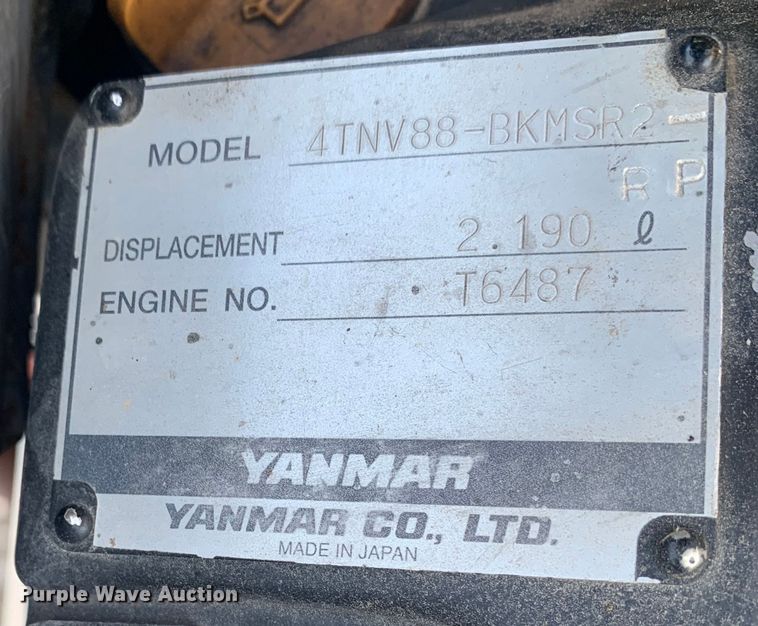 MODEL 4TNV88-BKMSR2-
RP
DISPLACEMENT 2.190 ℓ
ENGINE NO. T6487
YANMAR
YANMAR CO., LTD.
MADE IN JAPAN
Purple Wave Auction